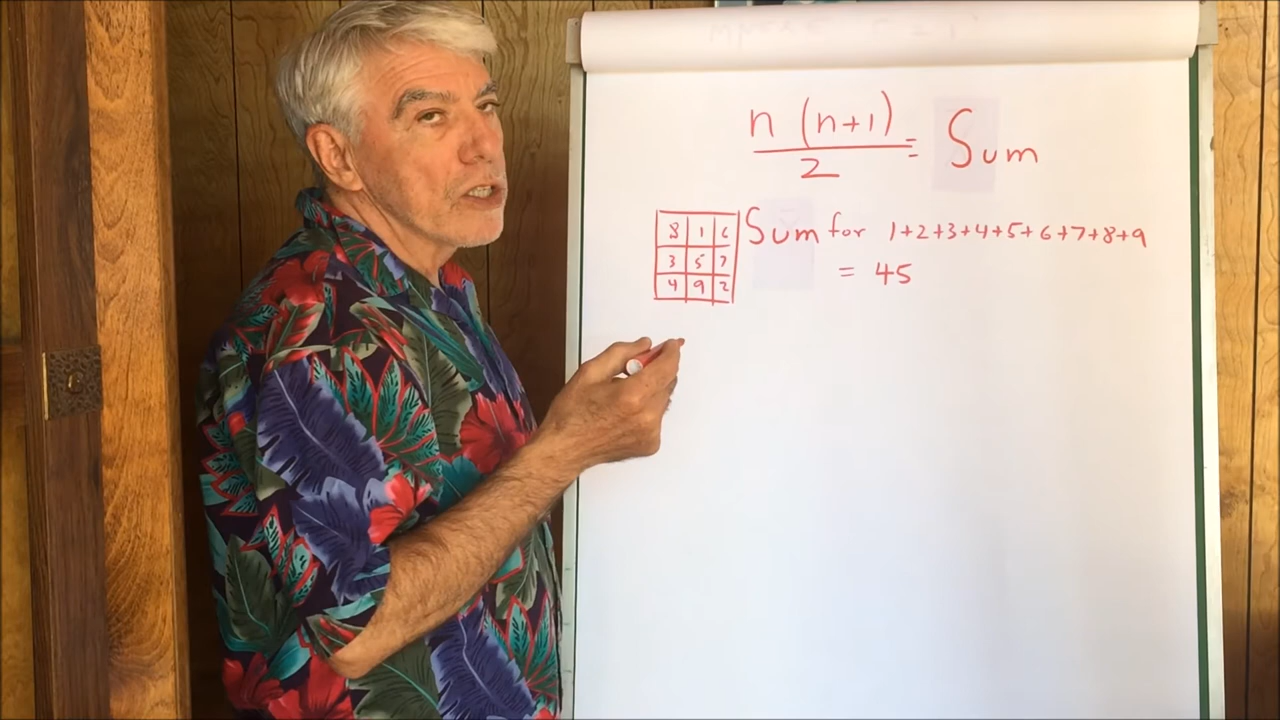 n (n+1)
2
= Sum
8 1 6
3 5 7
4 9 2
Sum for 1+2+3+4+5+6+7+8+9
= 45